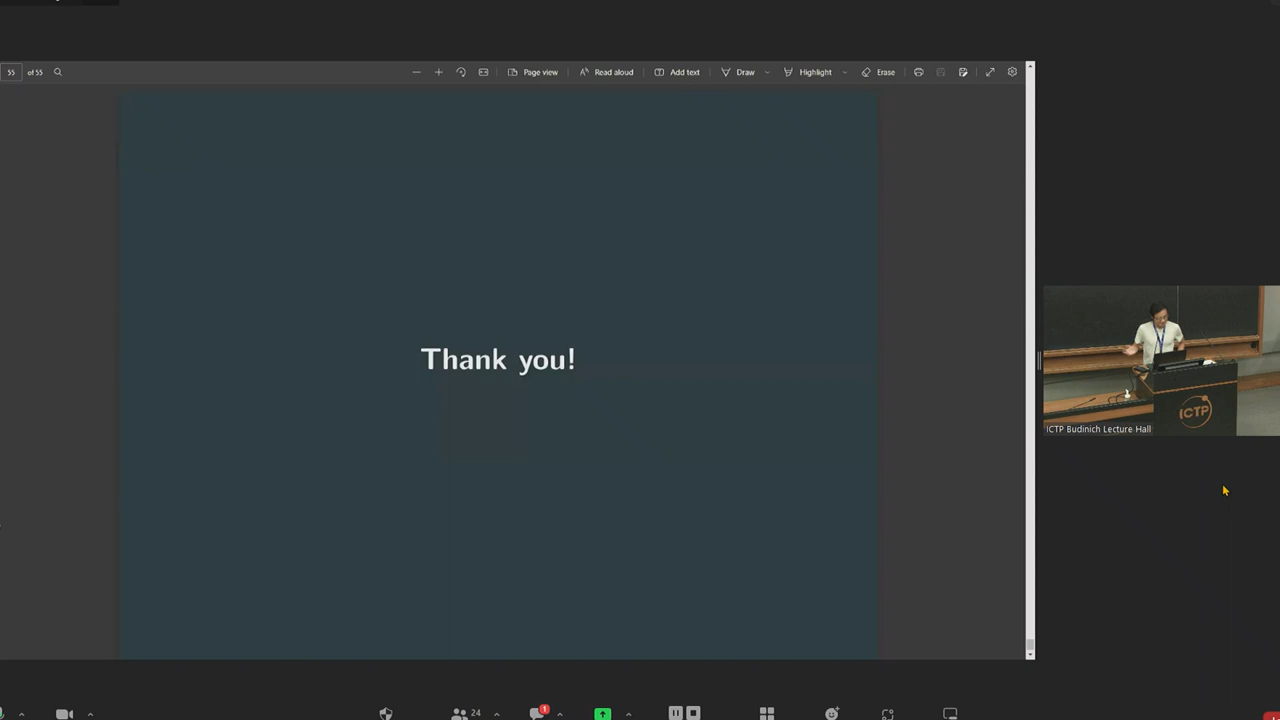 55 of 55 Page view Read aloud Add text Draw Highlight Erase
Thank you!
ICTP
ICTP Budinich Lecture Hall
24 1